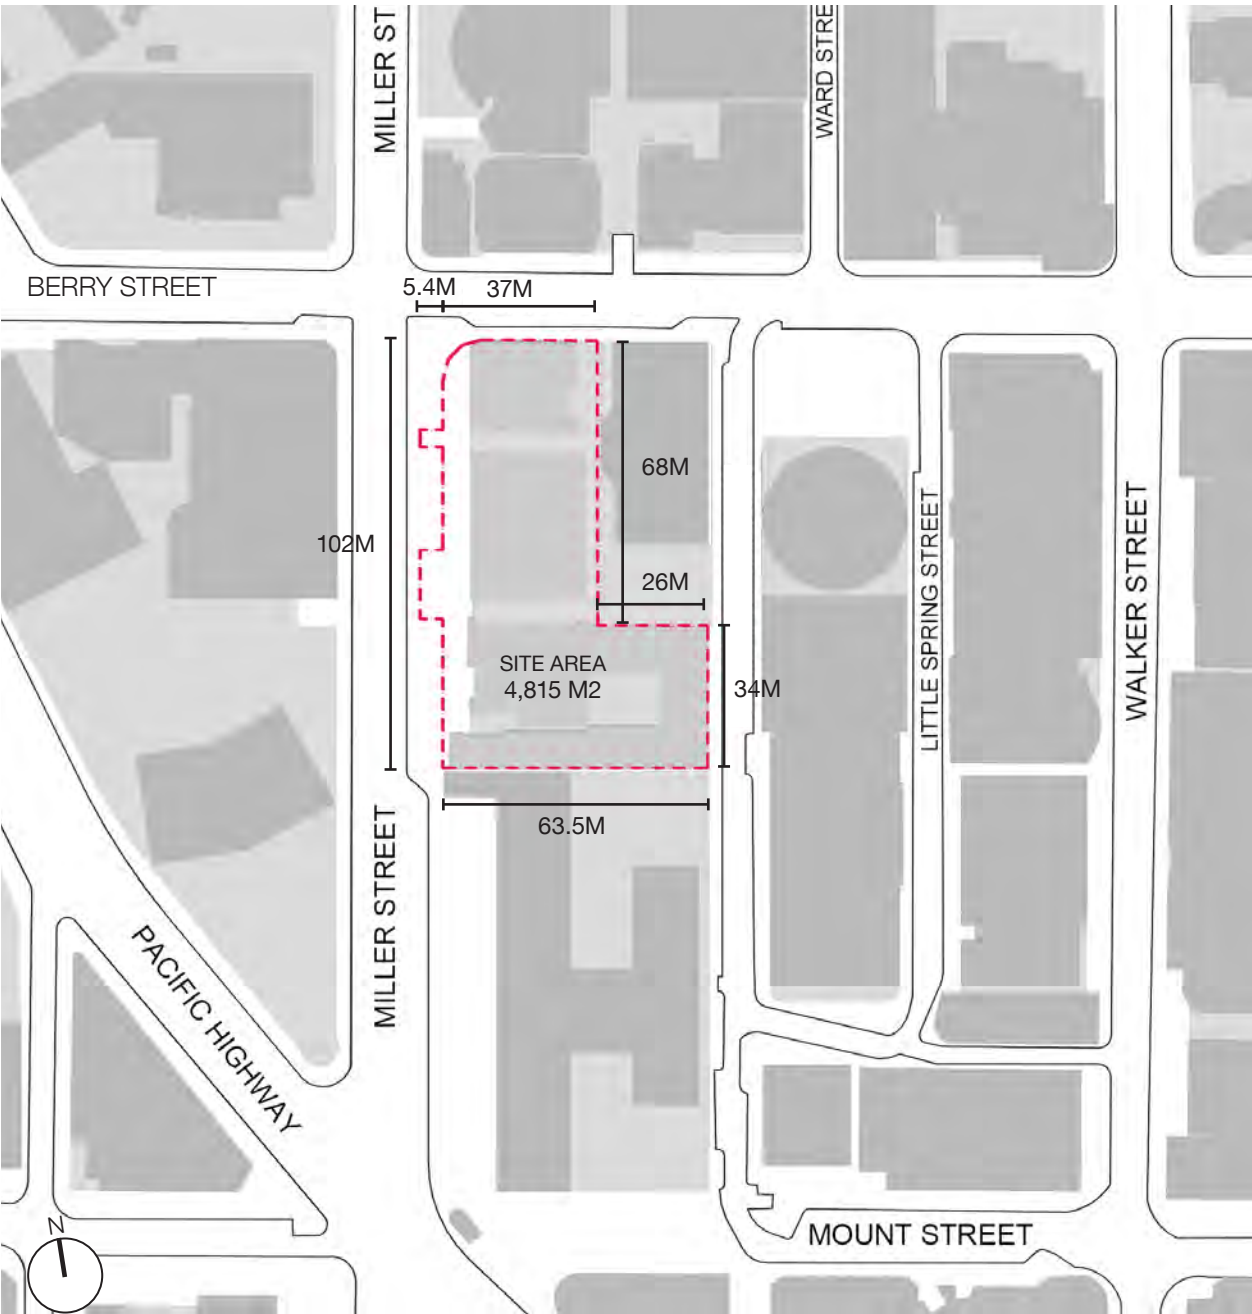 MILLER ST
WARD STRE
BERRY STREET
5.4M
37M
68M
102M
26M
SITE AREA
4,815 M2
34M
63.5M
LITTLE SPRING STREET
WALKER STREET
MILLER STREET
PACIFIC HIGHWAY
MOUNT STREET
N